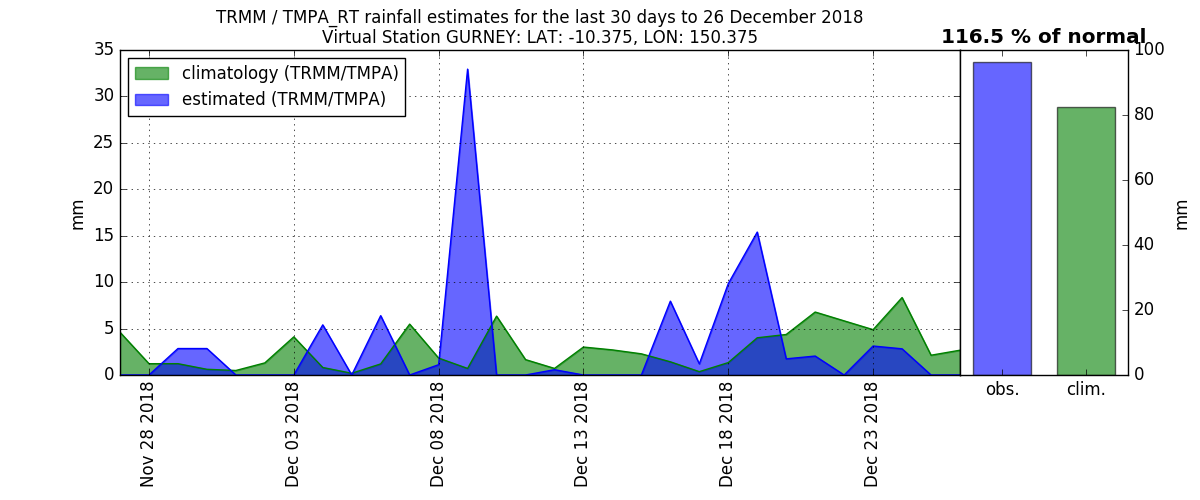 TRMM / TMPA_RT rainfall estimates for the last 30 days to 26 December 2018
Virtual Station GURNEY: LAT: -10.375, LON: 150.375
116.5 % of normal
climatology (TRMM/TMPA)
estimated (TRMM/TMPA)
35
30
25
20
15
10
5
0
mm
Nov 28 2018
Dec 03 2018
Dec 08 2018
Dec 13 2018
Dec 18 2018
Dec 23 2018
100
80
60
40
20
0
mm
obs.
clim.